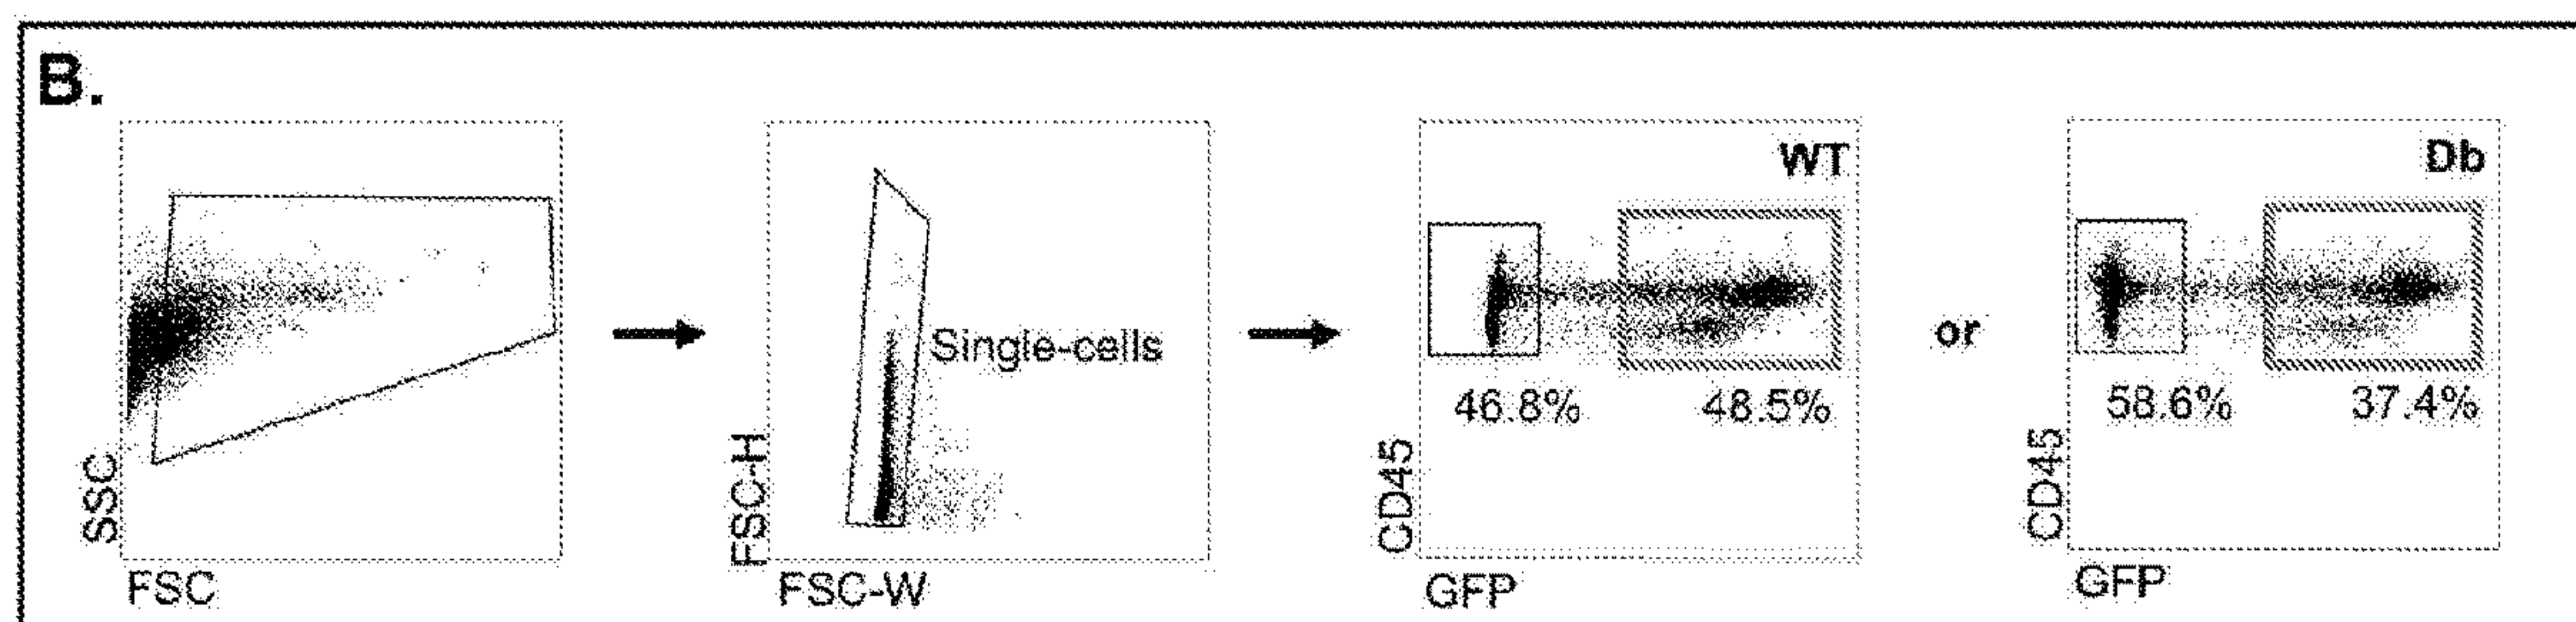 B.
SSC
FSC
FSC-H
FSC-W
Single-cells
CD45
GFP
WT
46.8%
48.5%
or
CD45
GFP
Db
58.6%
37.4%